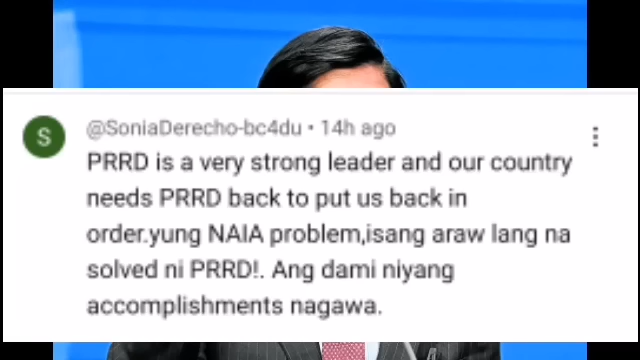 S
@SoniaDerecho-bc4du • 14h ago
PRRD is a very strong leader and our country
needs PRRD back to put us back in
order.yung NAIA problem,isang araw lang na
solved ni PRRD!. Ang dami niyang
accomplishments nagawa.